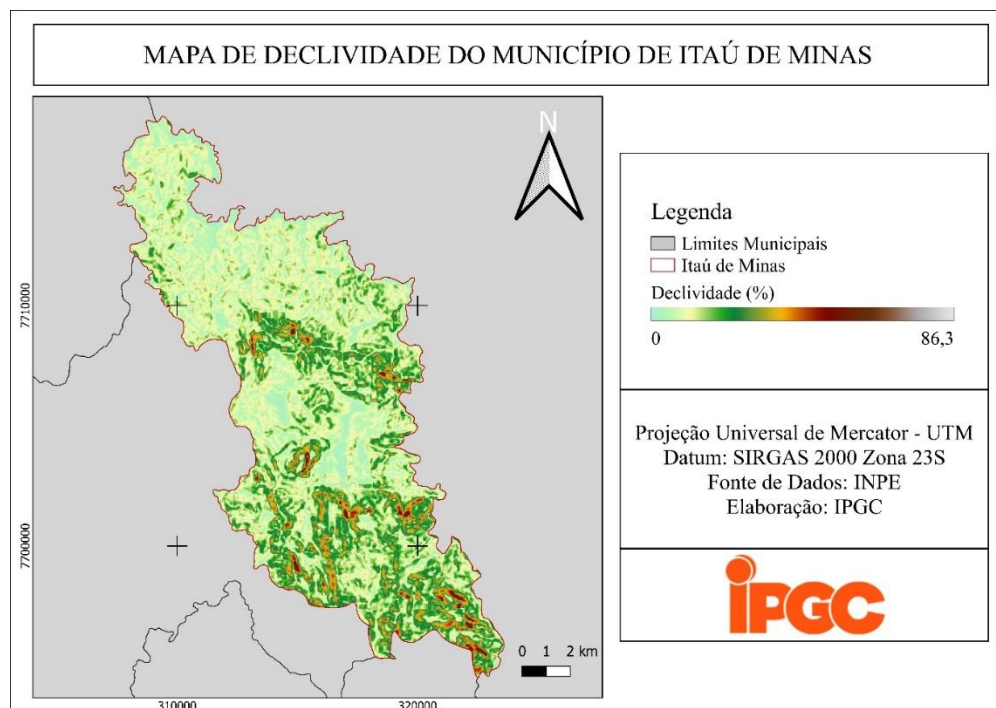 MAPA DE DECLIVIDADE DO MUNICÍPIO DE ITAÚ DE MINAS
N
7710000
7700000
310000
320000
0 1 2 km
Legenda
Limites Municipais
Itaú de Minas
Declividade (%)
0 86,3
Projeção Universal de Mercator - UTM
Datum: SIRGAS 2000 Zona 23S
Fonte de Dados: INPE
Elaboração: IPGC
iPGC